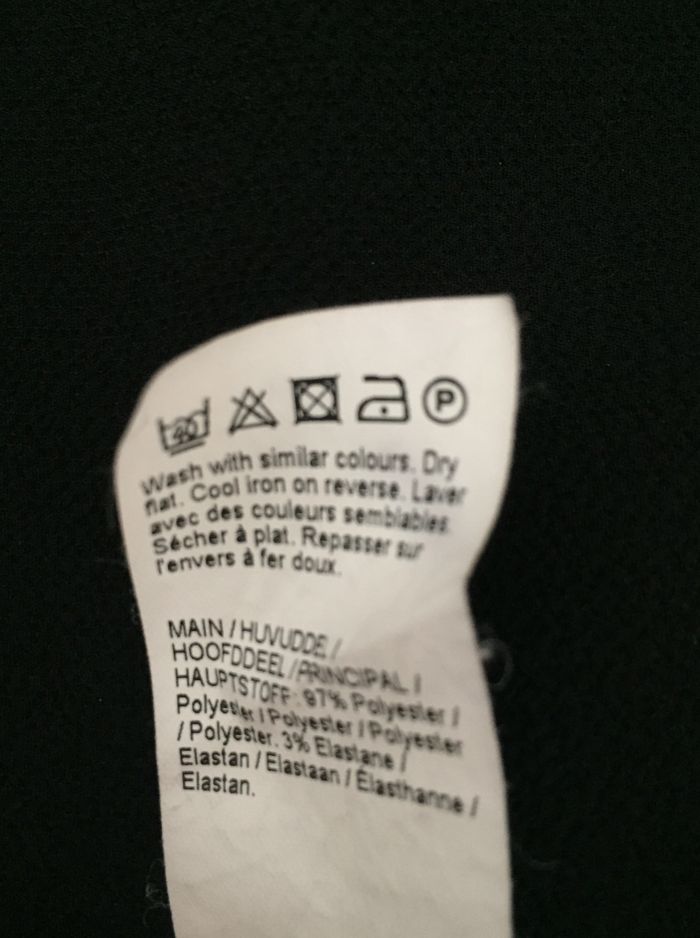 40 P
Wash with similar colours. Dry
flat. Cool iron on reverse. Laver
avec des couleurs semblables.
Sécher à plat. Repasser sur
l'envers à fer doux.
MAIN / HUVUDDE /
HOOFDDEEL / PRINCIPAL /
HAUPTSTOFF: 97% Polyester /
Polyester / Polyester / Polyester
/ Polyester. 3% Elastane /
Elastan / Elastaan / Élasthanne /
Elastan.